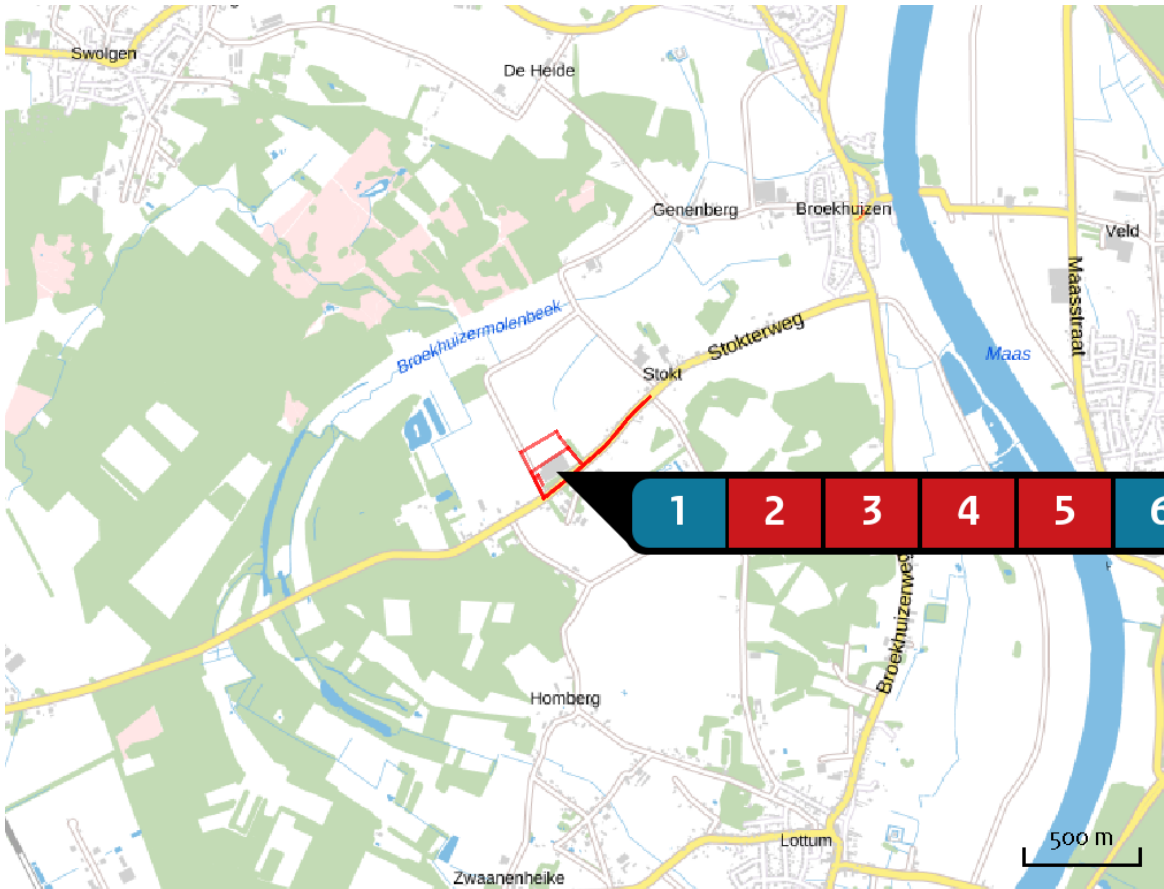 Swolgen
De Heide
Genenberg
Broekhuizen
Veld
Maasstraat
Broekhuizermolenbeek
Stokterweg
Maas
Stokt
1 2 3 4 5 6
Broekhuizerweg
Homberg
Lottum
500 m
Zwaanenheike